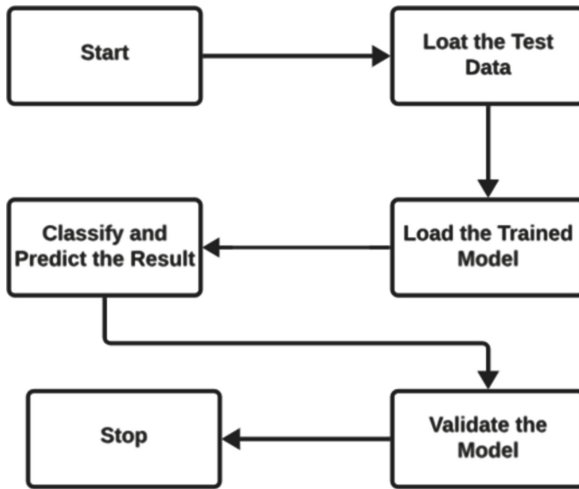 Start
Loat the Test
Data
Classify and
Predict the Result
Load the Trained
Model
Stop
Validate the
Model